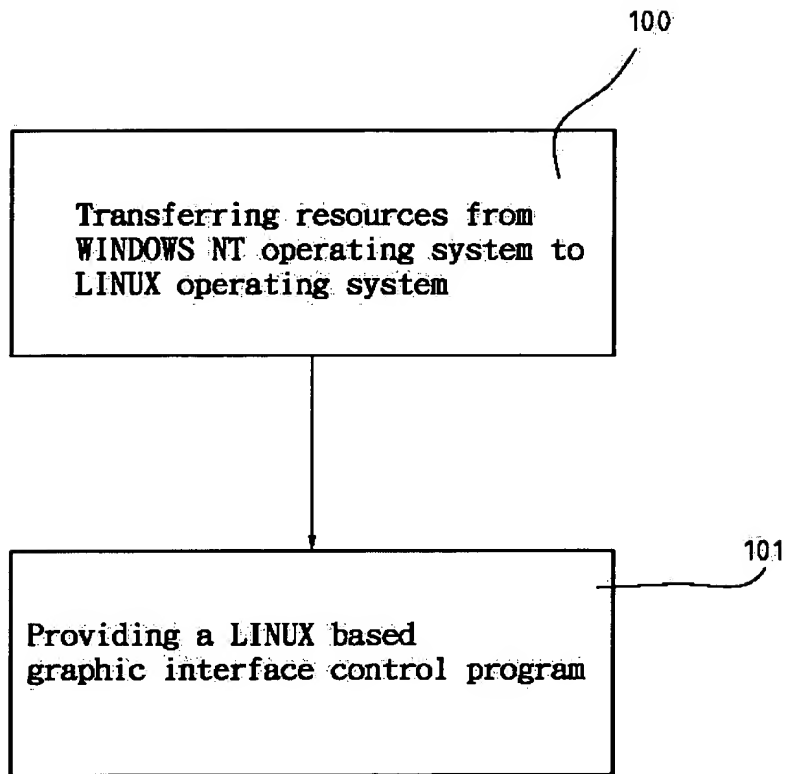 100
Transferring resources from
WINDOWS NT operating system to
LINUX operating system
101
Providing a LINUX based
graphic interface control program